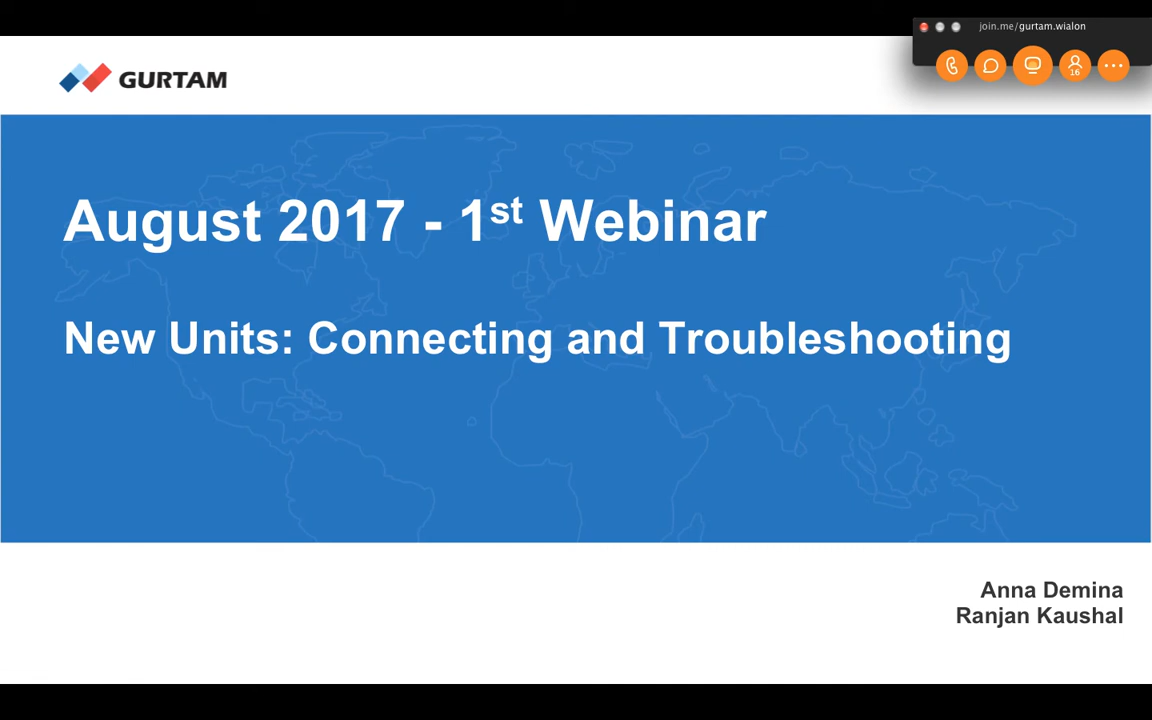 join.me/gurtam.wialon
GURTAM
16
August 2017 - 1st Webinar
New Units: Connecting and Troubleshooting
Anna Demina
Ranjan Kaushal